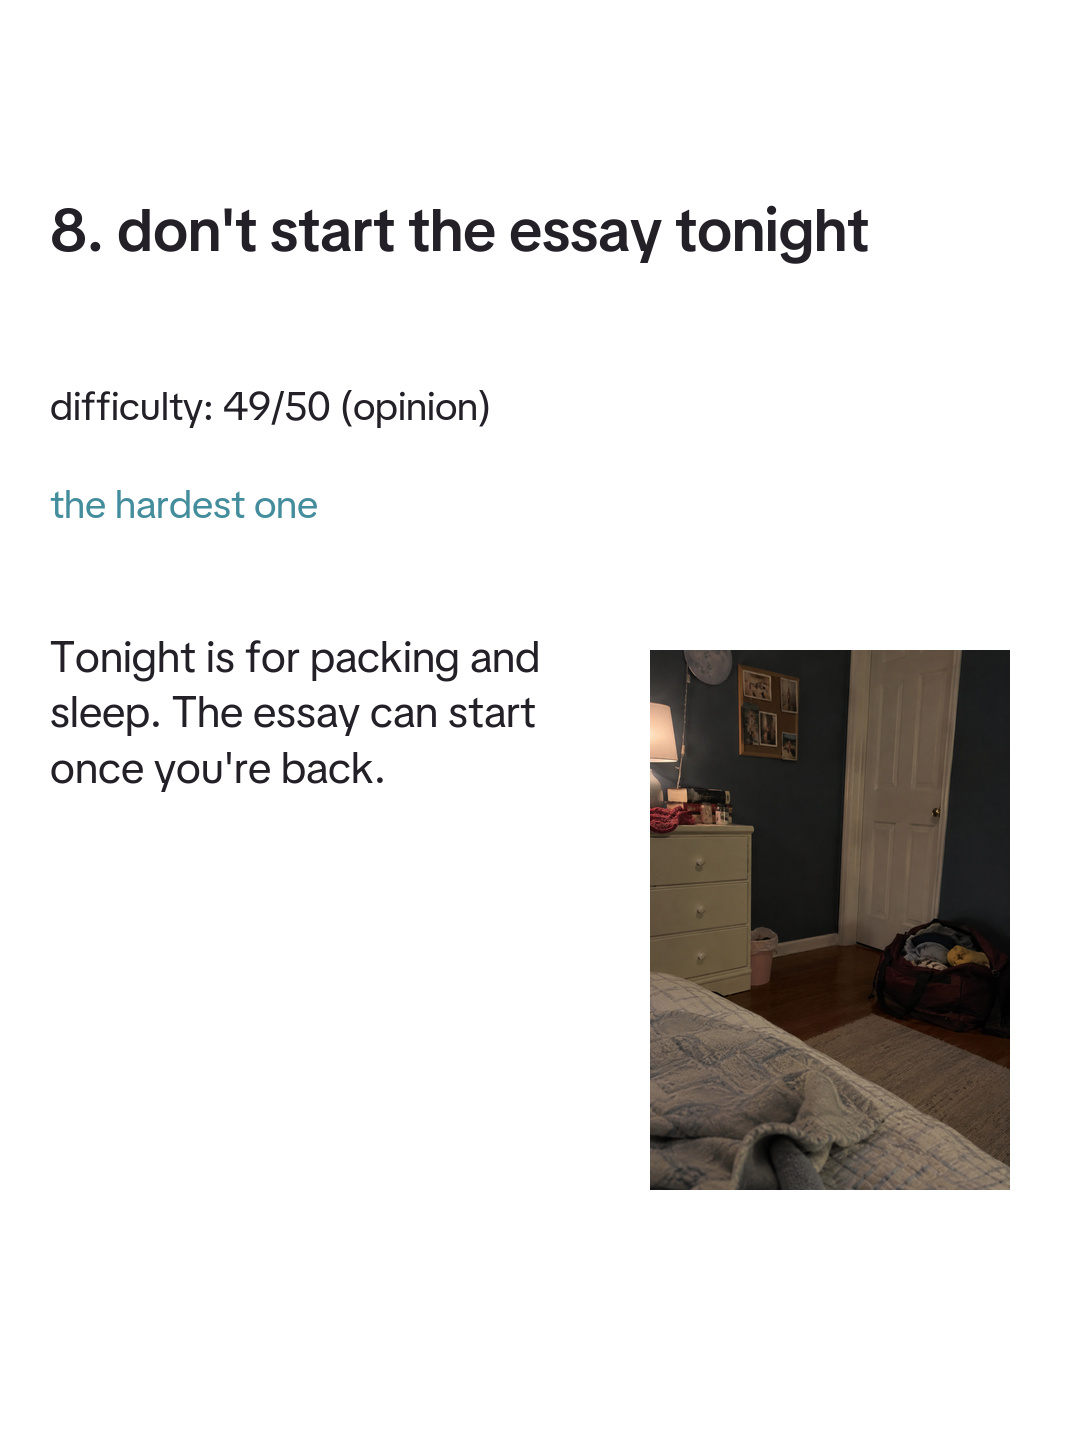 8. don't start the essay tonight
difficulty: 49/50 (opinion)
the hardest one
Tonight is for packing and
sleep. The essay can start
once you're back.